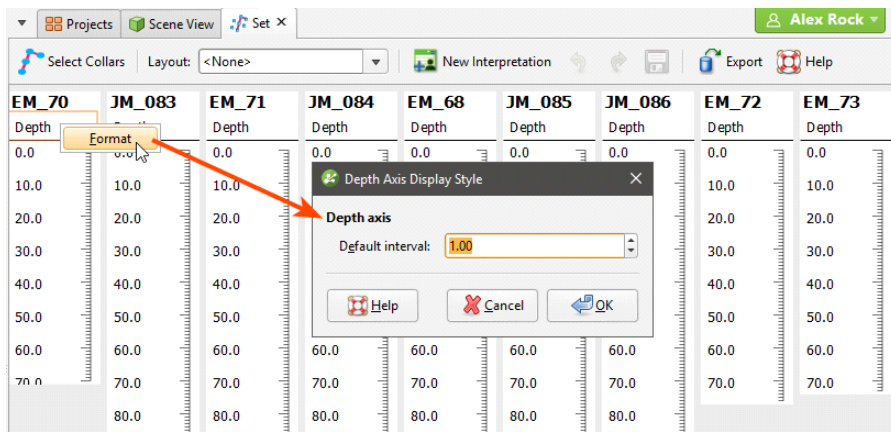 Projects Scene View Set × Alex Rock
Select Collars Layout: <None> New Interpretation Export Help
EM_70 JM_083 EM_71 JM_084 EM_68 JM_085 JM_086 EM_72 EM_73
Depth Depth Depth Depth Depth Depth Depth Depth
Format
0.0 0.0 0.0 0.0 0.0 0.0 0.0 0.0 0.0
Depth Axis Display Style
10.0 10.0 10.0 10.0 10.0
20.0 20.0 20.0 20.0 20.0
Depth axis
Default interval: 1.00
30.0 30.0 30.0 30.0 30.0
40.0 40.0 40.0 40.0 40.0
Help Cancel OK
50.0 50.0 50.0 50.0 50.0
60.0 60.0 60.0 60.0 60.0 60.0 60.0 60.0 60.0
70.0 70.0 70.0 70.0 70.0 70.0 70.0 70.0 70.0
80.0 80.0 80.0 80.0 80.0 80.0